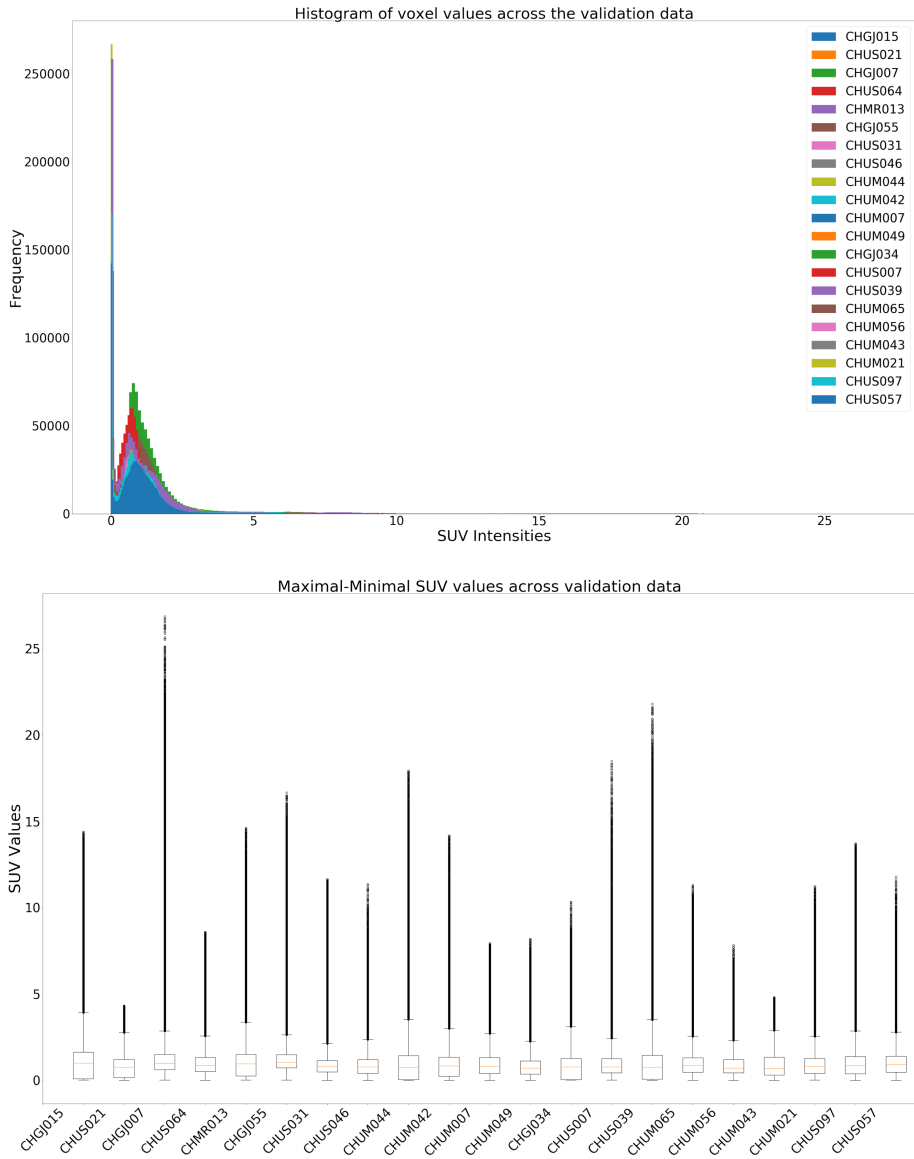 Histogram of voxel values across the validation data
250000
200000
150000
100000
50000
0
Frequency
0 5 10 15 20 25
SUV Intensities
CHGJ015
CHUS021
CHGJ007
CHUS064
CHMR013
CHGJ055
CHUS031
CHUS046
CHUM044
CHUM042
CHUM007
CHUM049
CHGJ034
CHUS007
CHUS039
CHUM065
CHUM056
CHUM043
CHUM021
CHUS097
CHUS057
Maximal-Minimal SUV values across validation data
25
20
15
10
5
0
SUV Values
CHGJ015 CHUS021 CHGJ007 CHUS064 CHMR013 CHGJ055 CHUS031 CHUS046 CHUM044 CHUM042 CHUM007 CHUM049 CHGJ034 CHUS007 CHUS039 CHUM065 CHUM056 CHUM043 CHUM021 CHUS097 CHUS057